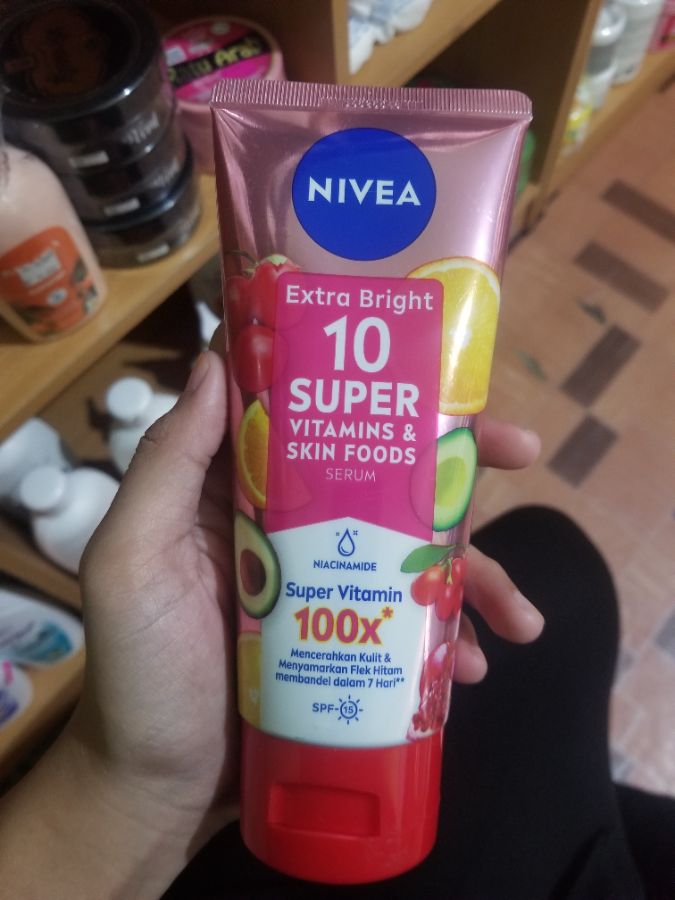 NIVEA
Extra Bright
10
SUPER
VITAMINS &
SKIN FOODS
SERUM
NIACINAMIDE
Super Vitamin
100x*
Mencerahkan Kulit &
Menyamarkan Flek Hitam
membandel dalam 7 Hari**
SPF-15